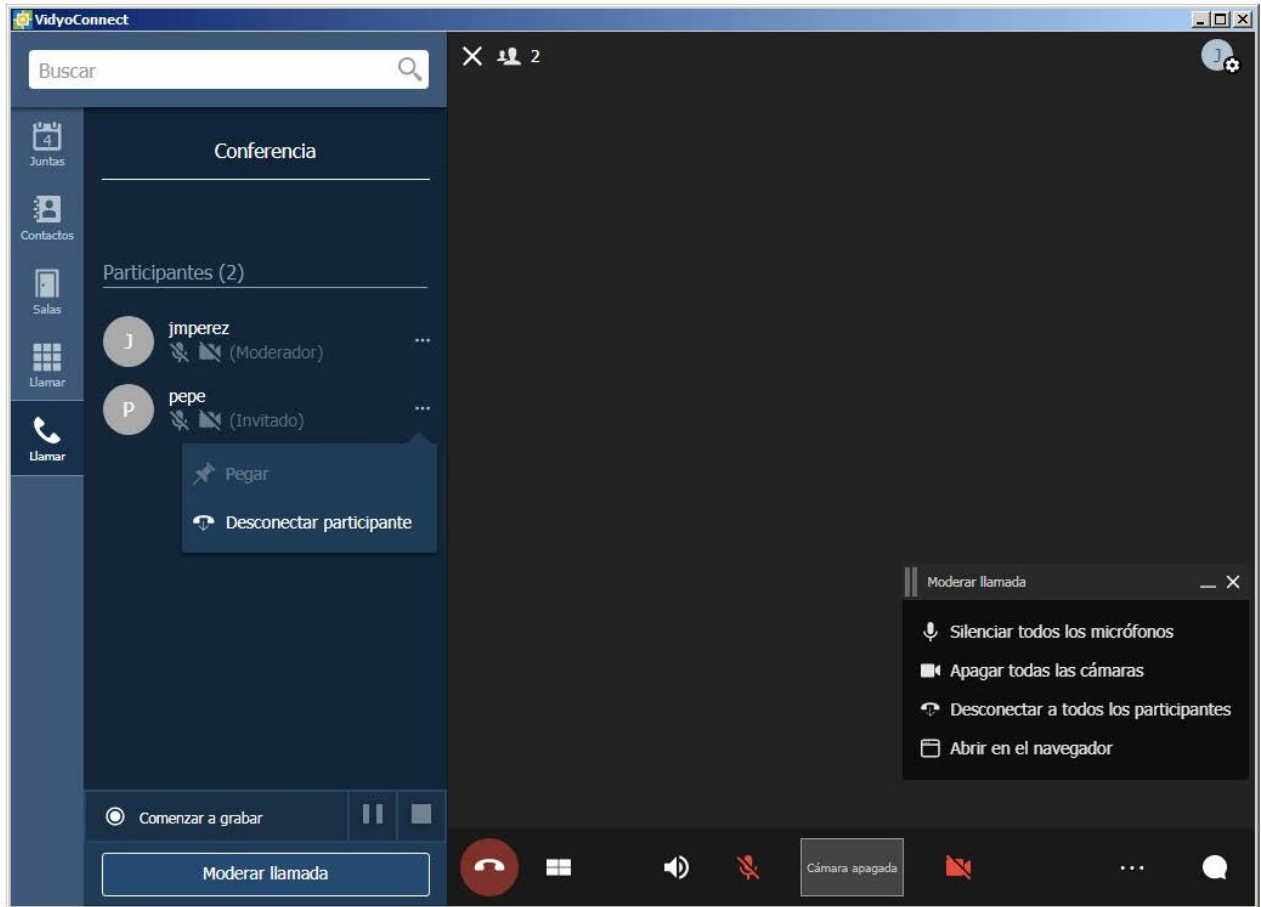 VidyoConnect
Buscar
4
Juntas
Contactos
Salas
Llamar
Llamar
Conferencia
Participantes (2)
J
jmperez
(Moderador)
...
P
pepe
(Invitado)
...
Pegar
Desconectar participante
Comenzar a grabar
Moderar llamada
2
J
Moderar llamada
Silenciar todos los micrófonos
Apagar todas las cámaras
Desconectar a todos los participantes
Abrir en el navegador
Cámara apagada
...